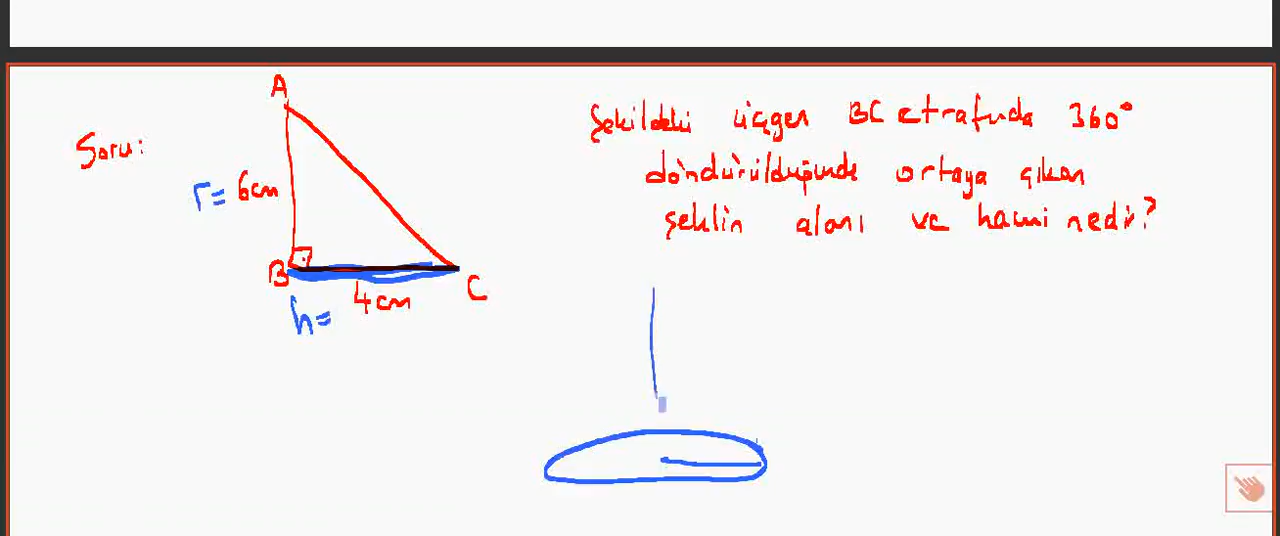 A
Soru:
r= 6cm
B
C
h=
4cm
Şekildeki üçgen BC etrafında 360°
döndürüldüğünde ortaya çıkan
şeklin alanı ve hacmi nedir?